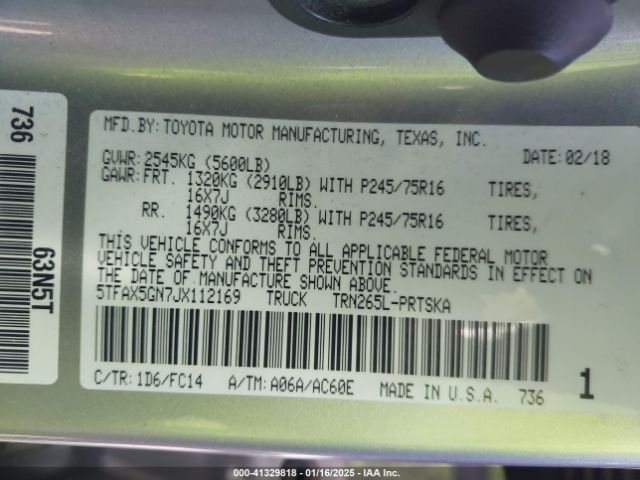 MFD.BY: TOYOTA MOTOR MANUFACTURING, TEXAS, INC.
GVWR: 2545KG (5600LB) DATE: 02/18
GAWR: FRT. 1320KG (2910LB) WITH P245/75R16 TIRES,
16X7J RIMS.
RR. 1490KG (3280LB) WITH P245/75R16 TIRES,
16X7J RIMS.
THIS VEHICLE CONFORMS TO ALL APPLICABLE FEDERAL MOTOR
VEHICLE SAFETY AND THEFT PREVENTION STANDARDS IN EFFECT ON
THE DATE OF MANUFACTURE SHOWN ABOVE.
5TFAX5GN7JX112169 TRUCK TRN265L-PRTSKA
C/TR: 1D6/FC14 A/TM: A06A/AC60E MADE IN U.S.A. 736 1
736
63N5T
000-41329818 - 01/16/2025 - IAA Inc.